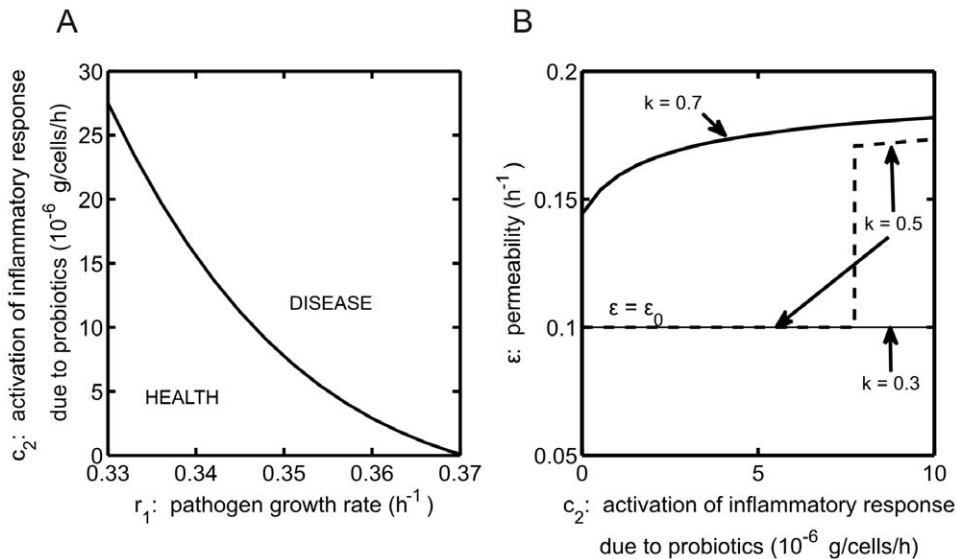 A
c₂: activation of inflammatory response
due to probiotics (10⁻⁶ g/cells/h)
30
25
20
15
10
5
0
DISEASE
HEALTH
0.33
0.34
0.35
0.36
0.37
r₁: pathogen growth rate (h⁻¹)
B
ε: permeability (h⁻¹)
0.2
0.15
0.1
0.05
k = 0.7
k = 0.5
ε = ε₀
k = 0.3
0
5
10
c₂: activation of inflammatory response
due to probiotics (10⁻⁶ g/cells/h)